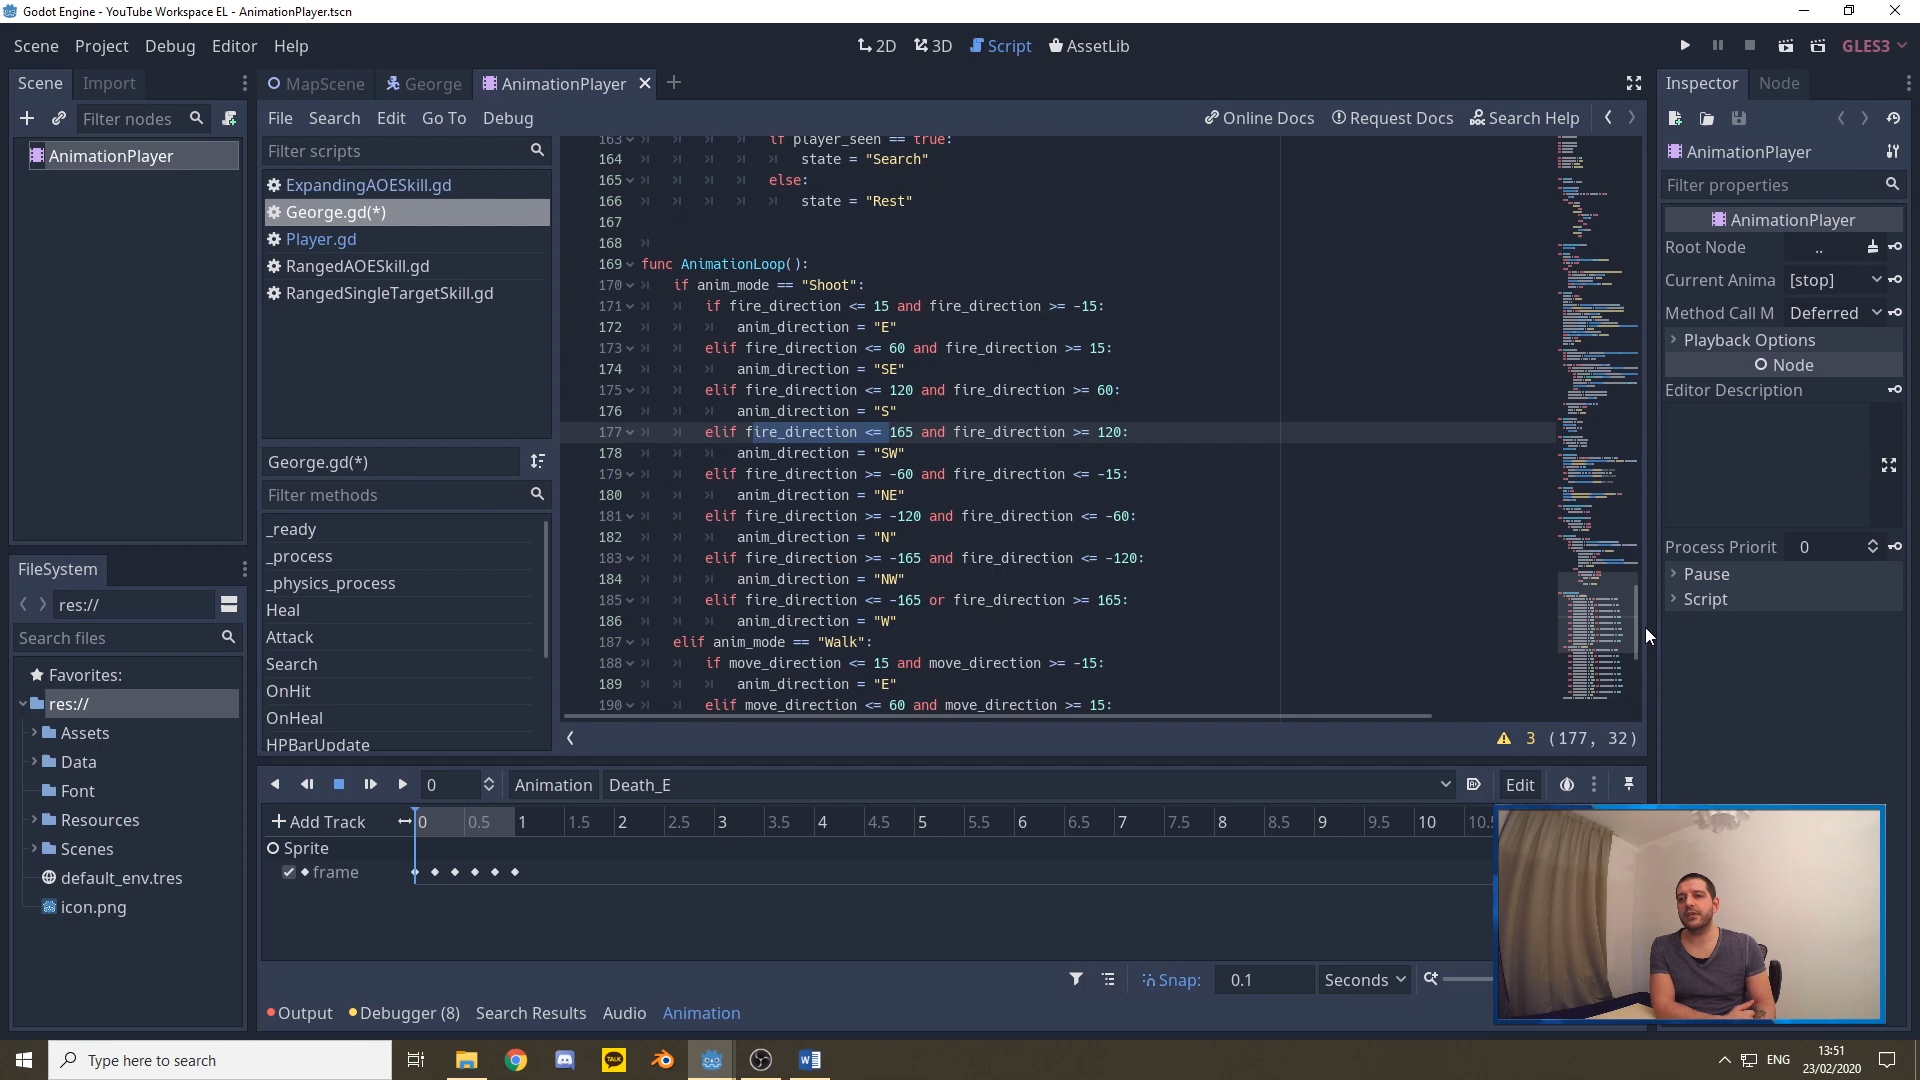 Godot Engine - YouTube Workspace EL - AnimationPlayer.tscn
Scene Project Debug Editor Help
2D 3D Script AssetLib
GLES3
Scene Import
MapScene George AnimationPlayer
Inspector Node
Filter nodes
File Search Edit Go To Debug
Online Docs Request Docs Search Help
AnimationPlayer
Filter scripts
ExpandingAOESkill.gd
George.gd(*)
Player.gd
RangedAOESkill.gd
RangedSingleTargetSkill.gd
George.gd(*)
Filter methods
_ready
_process
_physics_process
Heal
Attack
Search
OnHit
OnHeal
HPBarUpdate
163 if player_seen == true:
164 state = "Search"
165 else:
166 state = "Rest"
167
168
169 func AnimationLoop():
170 if anim_mode == "Shoot":
171 if fire_direction <= 15 and fire_direction >= -15:
172 anim_direction = "E"
173 elif fire_direction <= 60 and fire_direction >= 15:
174 anim_direction = "SE"
175 elif fire_direction <= 120 and fire_direction >= 60:
176 anim_direction = "S"
177 elif fire_direction <= 165 and fire_direction >= 120:
178 anim_direction = "SW"
179 elif fire_direction >= -60 and fire_direction <= -15:
180 anim_direction = "NE"
181 elif fire_direction >= -120 and fire_direction <= -60:
182 anim_direction = "N"
183 elif fire_direction >= -165 and fire_direction <= -120:
184 anim_direction = "NW"
185 elif fire_direction <= -165 or fire_direction >= 165:
186 anim_direction = "W"
187 elif anim_mode == "Walk":
188 if move_direction <= 15 and move_direction >= -15:
189 anim_direction = "E"
190 elif move_direction <= 60 and move_direction >= 15:
3 (177, 32)
AnimationPlayer
Filter properties
AnimationPlayer
Root Node ..
Current Anima [stop]
Method Call M Deferred
Playback Options
Node
Editor Description
Process Priorit 0
Pause
Script
FileSystem
res://
Search files
Favorites:
res://
Assets
Data
Font
Resources
Scenes
default_env.tres
icon.png
0 Animation Death_E Edit
Add Track 0 0.5 1 1.5 2 2.5 3 3.5 4 4.5 5 5.5 6 6.5 7 7.5 8 8.5 9 9.5 10 10.5
Sprite
frame
Snap: 0.1 Seconds
Output Debugger (8) Search Results Audio Animation
Type here to search
TALK
ENG
13:51
23/02/2020